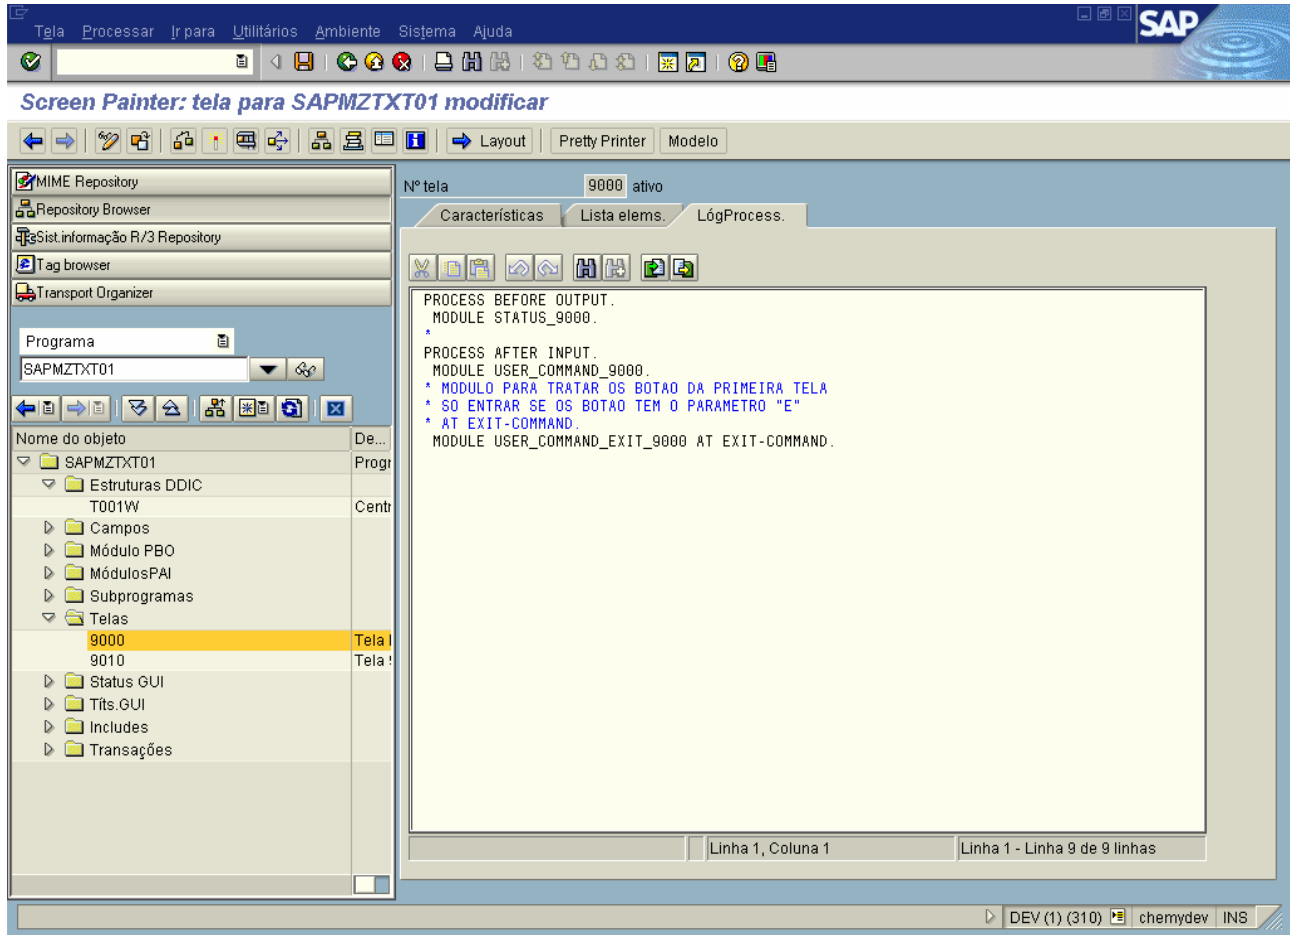 Tela Processar Ir para Utilitários Ambiente Sistema Ajuda
SAP
Screen Painter: tela para SAPMZTXT01 modificar
Layout Pretty Printer Modelo
MIME Repository
Repository Browser
Sist.informação R/3 Repository
Tag browser
Transport Organizer
Programa
SAPMZTXT01
Nome do objeto De...
SAPMZTXT01 Progr
Estruturas DDIC
T001W Centr
Campos
Módulo PBO
MódulosPAI
Subprogramas
Telas
9000 Tela
9010 Tela
Status GUI
Títs.GUI
Includes
Transações
Nº tela 9000 ativo
Características Lista elems. LógProcess.
PROCESS BEFORE OUTPUT.
MODULE STATUS_9000.
*
PROCESS AFTER INPUT.
MODULE USER_COMMAND_9000.
* MODULO PARA TRATAR OS BOTAO DA PRIMEIRA TELA
* SO ENTRAR SE OS BOTAO TEM O PARAMETRO "E"
* AT EXIT-COMMAND.
MODULE USER_COMMAND_EXIT_9000 AT EXIT-COMMAND.
Linha 1, Coluna 1 Linha 1 - Linha 9 de 9 linhas
DEV (1) (310) chemydev INS